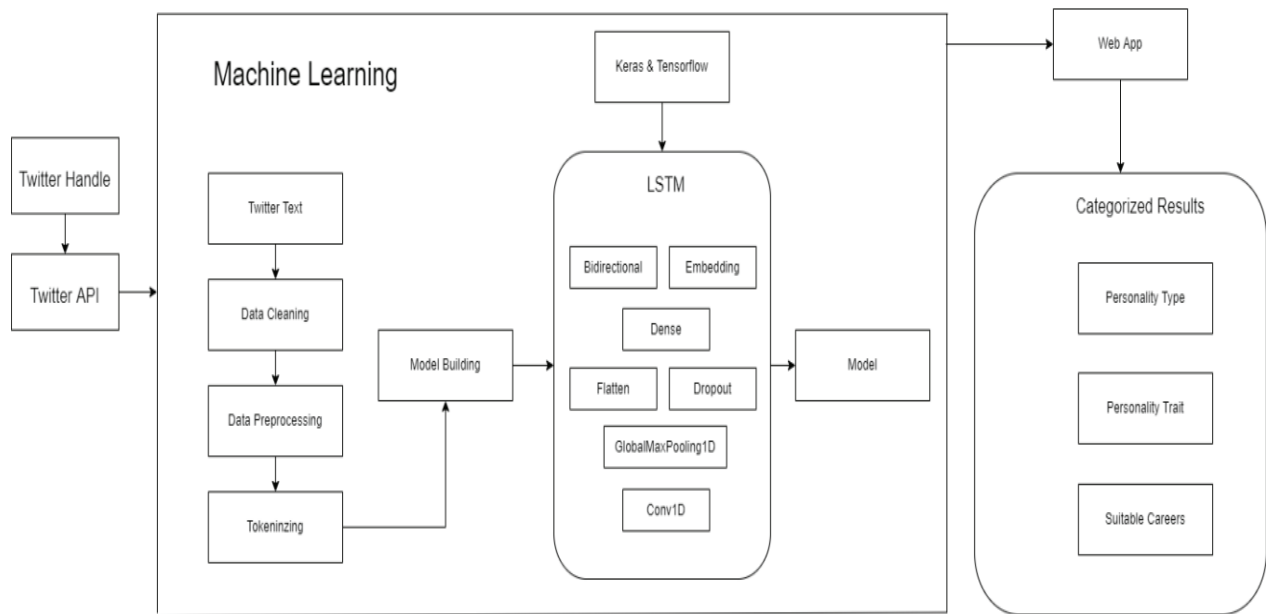 Machine Learning
Twitter Handle
Twitter API
Twitter Text
Data Cleaning
Data Preprocessing
Tokeninzing
Model Building
Keras & Tensorflow
LSTM
Bidirectional
Embedding
Dense
Flatten
Dropout
GlobalMaxPooling1D
Conv1D
Model
Web App
Categorized Results
Personality Type
Personality Trait
Suitable Careers